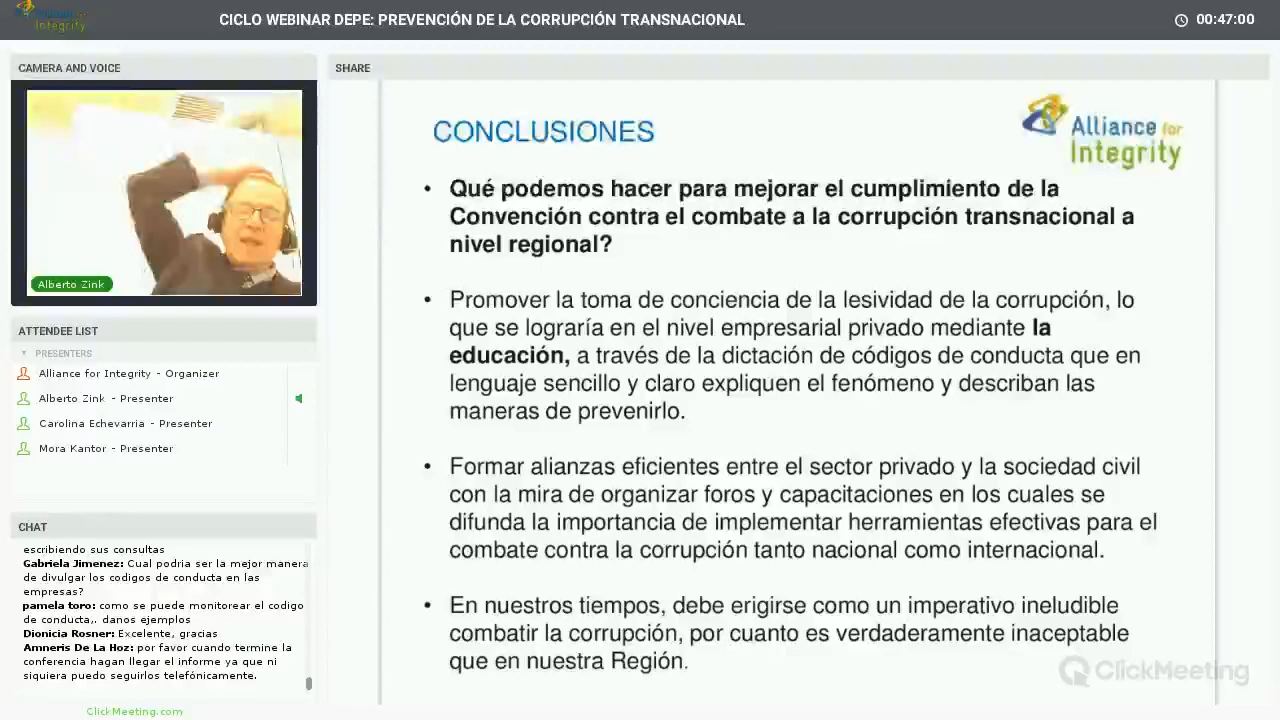 Integrity
CICLO WEBINAR DEPE: PREVENCIÓN DE LA CORRUPCIÓN TRANSNACIONAL
00:47:00
CAMERA AND VOICE
Alberto Zink
ATTENDEE LIST
PRESENTERS
Alliance for Integrity - Organizer
Alberto Zink - Presenter
Carolina Echevarria - Presenter
Mora Kantor - Presenter
CHAT
escribiendo sus consultas
Gabriela Jimenez: Cual podria ser la mejor manera
de divulgar los codigos de conducta en las
empresas?
pamela toro: como se puede monitorear el codigo
de conducta,. danos ejemplos
Dionicia Rosner: Excelente, gracias
Amneris De La Hoz: por favor cuando termine la
conferencia hagan llegar el informe ya que ni
siquiera puedo seguirlos telefónicamente.
ClickMeeting.com
SHARE
CONCLUSIONES
Alliance for
Integrity
• Qué podemos hacer para mejorar el cumplimiento de la
Convención contra el combate a la corrupción transnacional a
nivel regional?
• Promover la toma de conciencia de la lesividad de la corrupción, lo
que se lograría en el nivel empresarial privado mediante la
educación, a través de la dictación de códigos de conducta que en
lenguaje sencillo y claro expliquen el fenómeno y describan las
maneras de prevenirlo.
• Formar alianzas eficientes entre el sector privado y la sociedad civil
con la mira de organizar foros y capacitaciones en los cuales se
difunda la importancia de implementar herramientas efectivas para el
combate contra la corrupción tanto nacional como internacional.
• En nuestros tiempos, debe erigirse como un imperativo ineludible
combatir la corrupción, por cuanto es verdaderamente inaceptable
que en nuestra Región.
ClickMeeting